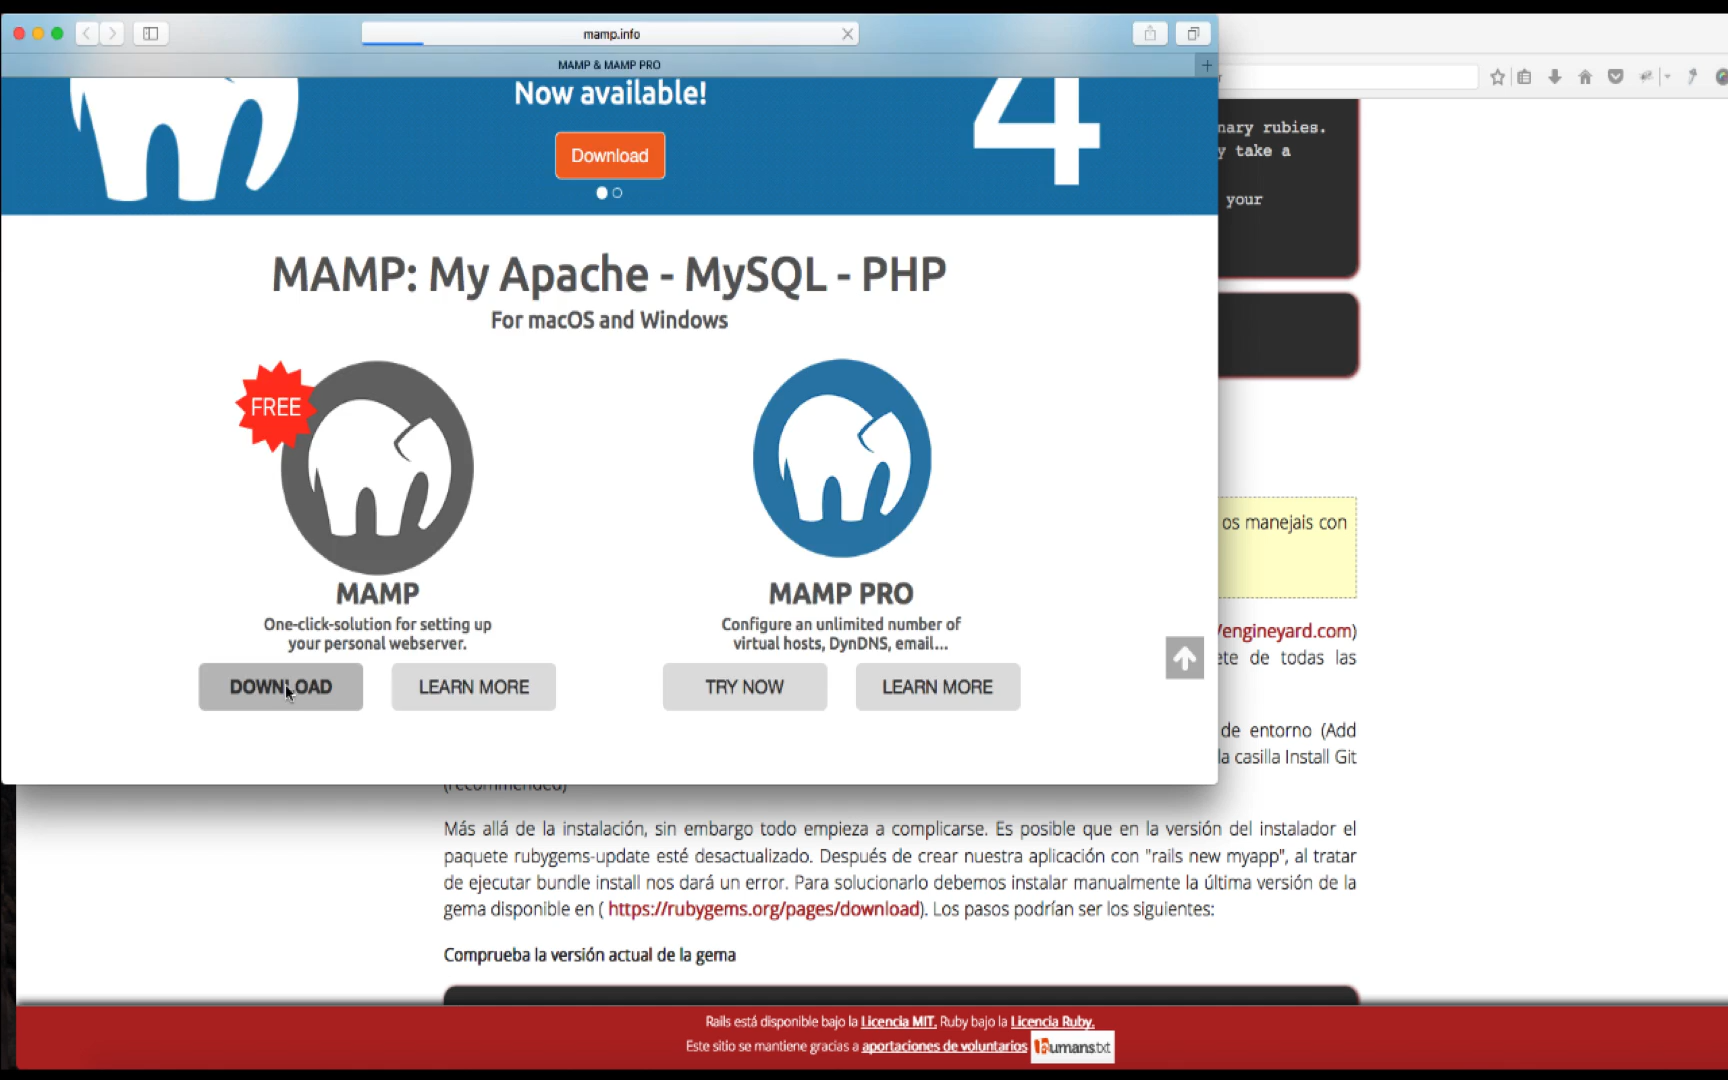 mamp.info
MAMP & MAMP PRO
Now available!
4
Download
MAMP: My Apache - MySQL - PHP
For macOS and Windows
FREE
MAMP
One-click-solution for setting up
your personal webserver.
DOWNLOAD
LEARN MORE
MAMP PRO
Configure an unlimited number of
virtual hosts, DynDNS, email...
TRY NOW
LEARN MORE
nary rubies.
y take a
your
os manejais con
/engineyard.com)
ete de todas las
de entorno (Add
la casilla Install Git
(recommended)
Más allá de la instalación, sin embargo todo empieza a complicarse. Es posible que en la versión del instalador el
paquete rubygems-update esté desactualizado. Después de crear nuestra aplicación con "rails new myapp", al tratar
de ejecutar bundle install nos dará un error. Para solucionarlo debemos instalar manualmente la última versión de la
gema disponible en ( https://rubygems.org/pages/download). Los pasos podrían ser los siguientes:
Comprueba la versión actual de la gema
Rails está disponible bajo la Licencia MIT, Ruby bajo la Licencia Ruby.
Este sitio se mantiene gracias a aportaciones de voluntarios humanstxt